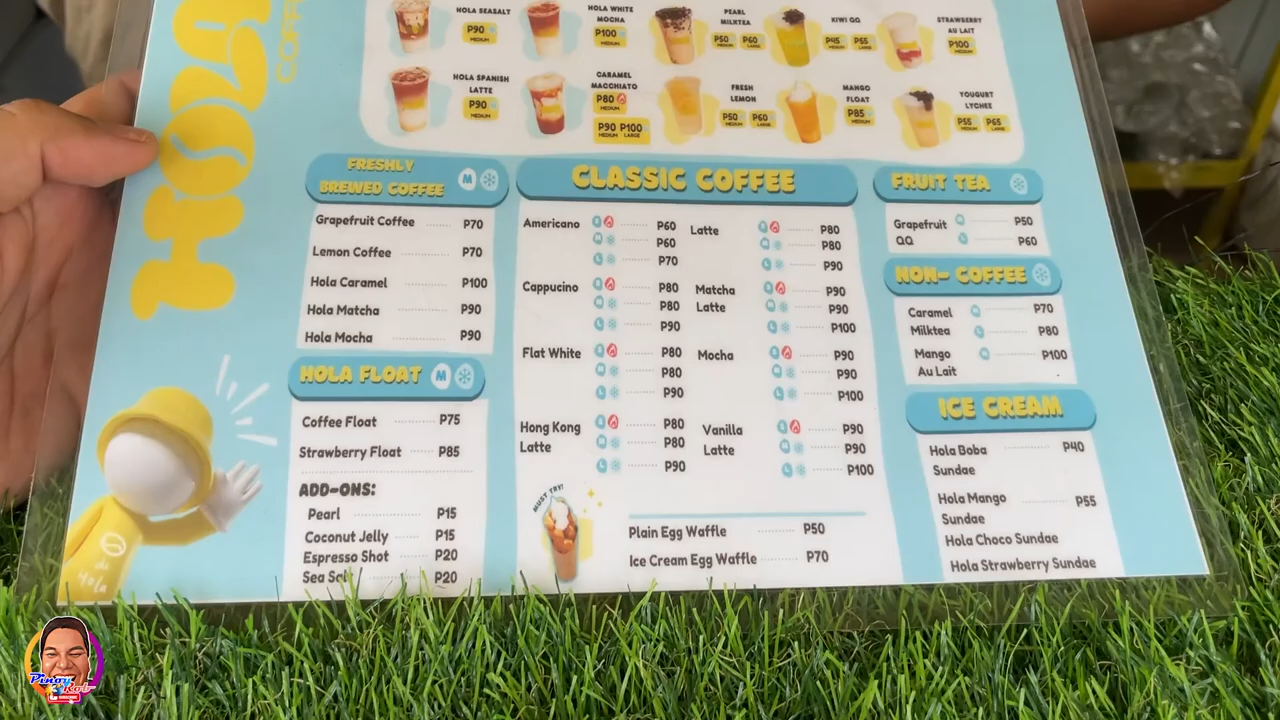 HOLA
COFFEE
HOLA SEASALT
P90
MEDIUM
HOLA WHITE
MOCHA
P100
MEDIUM
PEARL
MILKTEA
P50 P60
MEDIUM LARGE
KIWI QQ
P45 P55
MEDIUM LARGE
STRAWBERRY
AU LAIT
P100
MEDIUM
HOLA SPANISH
LATTE
P90
MEDIUM
CARAMEL
MACCHIATO
P80
MEDIUM
P90 P100
MEDIUM LARGE
FRESH
LEMON
P50 P60
MEDIUM LARGE
MANGO
FLOAT
P85
MEDIUM
YOUGURT
LYCHEE
P55 P65
MEDIUM LARGE
FRESHLY
BREWED COFFEE M
Grapefruit Coffee ........ P70
Lemon Coffee ........ P70
Hola Caramel ........ P100
Hola Matcha ........ P90
Hola Mocha ........ P90
HOLA FLOAT M
Coffee Float ........ P75
Strawberry Float ........ P85
ADD-ONS:
Pearl ........ P15
Coconut Jelly ........ P15
Espresso Shot ........ P20
Sea Salt P20
CLASSIC COFFEE
Americano M ........ P60
M ........ P60
L ........ P70
Cappucino M ........ P80
M ........ P80
L ........ P90
Flat White M ........ P80
M ........ P80
L ........ P90
Hong Kong M ........ P80
Latte M ........ P80
L ........ P90
Latte M ........ P80
M ........ P80
L ........ P90
Matcha M ........ P90
Latte M ........ P90
L ........ P100
Mocha M ........ P90
M ........ P90
L ........ P100
Vanilla M ........ P90
Latte M ........ P90
L ........ P100
MUST TRY!
Plain Egg Waffle ........ P50
Ice Cream Egg Waffle ........ P70
FRUIT TEA
Grapefruit M ........ P50
QQ L ........ P60
NON- COFFEE
Caramel M ........ P70
Milktea L ........ P80
Mango M ........ P100
Au Lait
ICE CREAM
Hola Boba ........ P40
Sundae
Hola Mango ........ P55
Sundae
Hola Choco Sundae
Hola Strawberry Sundae
de
Hola
Pinoy
Rob
SUBSCRIBE